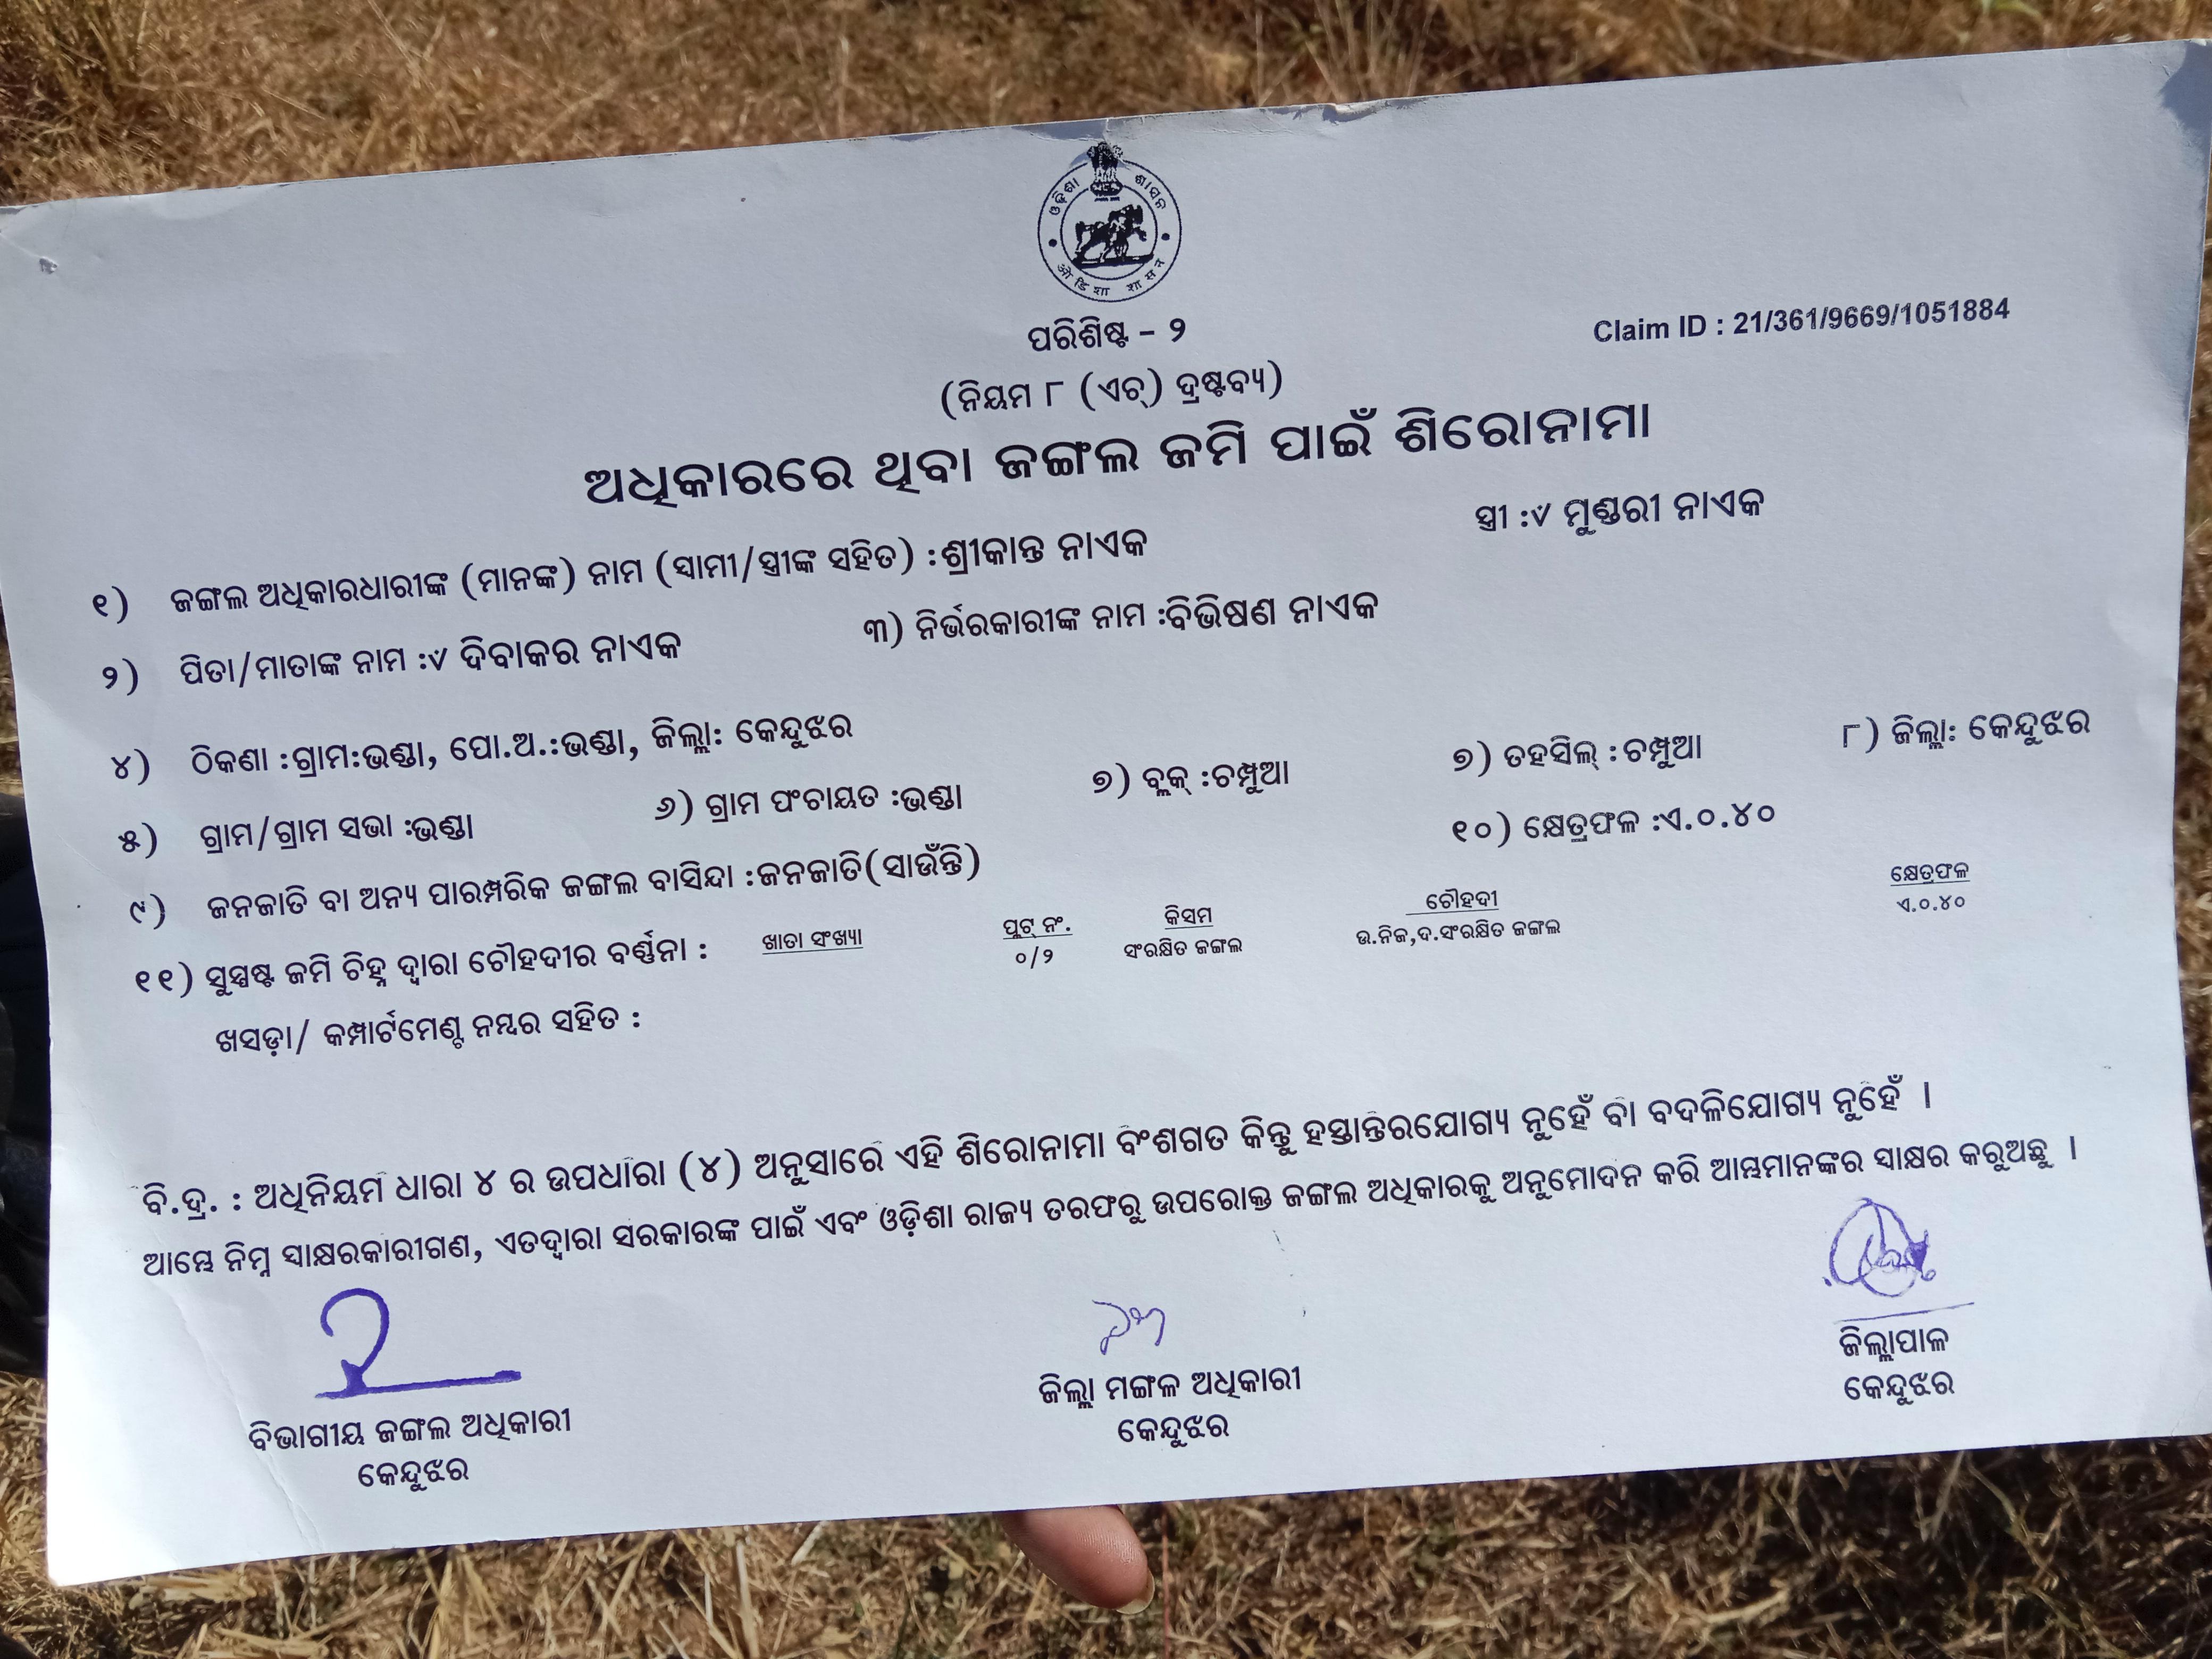 ଓଡ଼ିଶା ଶାସନ
ओडिशा शासन
ପରିଶିଷ୍ଟ - ୨
Claim ID : 21/361/9669/1051884
(ନିୟମ ୮ (ଏଚ୍) ଦ୍ରଷ୍ଟବ୍ୟ)
ଅଧିକାରରେ ଥିବା ଜଙ୍ଗଲ ଜମି ପାଇଁ ଶିରୋନାମା
୧) ଜଙ୍ଗଲ ଅଧିକାରଧାରୀଙ୍କ (ମାନଙ୍କ) ନାମ (ସ୍ୱାମୀ/ସ୍ତ୍ରୀଙ୍କ ସହିତ) :ଶ୍ରୀକାନ୍ତ ନାଏକ ସ୍ତ୍ରୀ :୰ ମୁଣ୍ଡରୀ ନାଏକ
୨) ପିତା/ମାତାଙ୍କ ନାମ :୰ ଦିବାକର ନାଏକ ୩) ନିର୍ଭରକାରୀଙ୍କ ନାମ :ବିଭିଷଣ ନାଏକ
୪) ଠିକଣା :ଗ୍ରାମ:ଭଣ୍ଡା, ପୋ.ଅ.:ଭଣ୍ଡା, ଜିଲ୍ଲା: କେନ୍ଦୁଝର
୫) ଗ୍ରାମ/ଗ୍ରାମ ସଭା :ଭଣ୍ଡା ୬) ଗ୍ରାମ ପଂଚାୟତ :ଭଣ୍ଡା ୭) ବ୍ଲକ୍ :ଚମ୍ପୁଆ ୭) ତହସିଲ୍ :ଚମ୍ପୁଆ ୮) ଜିଲ୍ଲା: କେନ୍ଦୁଝର
୯) ଜନଜାତି ବା ଅନ୍ୟ ପାରମ୍ପରିକ ଜଙ୍ଗଲ ବାସିନ୍ଦା :ଜନଜାତି(ସାଉଁନ୍ତି) ୧୦) କ୍ଷେତ୍ରଫଳ :ଏ.୦.୪୦
୧୧) ସୁସ୍ପଷ୍ଟ ଜମି ଚିହ୍ନ ଦ୍ୱାରା ଚୌହଦୀର ବର୍ଣ୍ଣନା : ଖାତା ସଂଖ୍ୟା ପ୍ଲଟ୍ ନଂ. କିସମ ଚୌହଦୀ କ୍ଷେତ୍ରଫଳ
୦/୨ ସଂରକ୍ଷିତ ଜଙ୍ଗଲ ଉ.ନିଜ,ଦ.ସଂରକ୍ଷିତ ଜଙ୍ଗଲ ଏ.୦.୪୦
ଖସଡ଼ା/ କମ୍ପାର୍ଟମେଣ୍ଟ ନମ୍ବର ସହିତ :
ବି.ଦ୍ର. : ଅଧିନିୟମ ଧାରା ୪ ର ଉପଧାରା (୪) ଅନୁସାରେ ଏହି ଶିରୋନାମା ବଂଶଗତ କିନ୍ତୁ ହସ୍ତାନ୍ତରଯୋଗ୍ୟ ନୁହେଁ ବା ବଦଳିଯୋଗ୍ୟ ନୁହେଁ ।
ଆମ୍ଭେ ନିମ୍ନ ସ୍ୱାକ୍ଷରକାରୀଗଣ, ଏତଦ୍ୱାରା ସରକାରଙ୍କ ପାଇଁ ଏବଂ ଓଡ଼ିଶା ରାଜ୍ୟ ତରଫରୁ ଉପରୋକ୍ତ ଜଙ୍ଗଲ ଅଧିକାରକୁ ଅନୁମୋଦନ କରି ଆମ୍ଭମାନଙ୍କର ସ୍ୱାକ୍ଷର କରୁଅଛୁ ।
ବିଭାଗୀୟ ଜଙ୍ଗଲ ଅଧିକାରୀ ଜିଲ୍ଲା ମଙ୍ଗଳ ଅଧିକାରୀ ଜିଲ୍ଲାପାଳ
କେନ୍ଦୁଝର କେନ୍ଦୁଝର କେନ୍ଦୁଝର